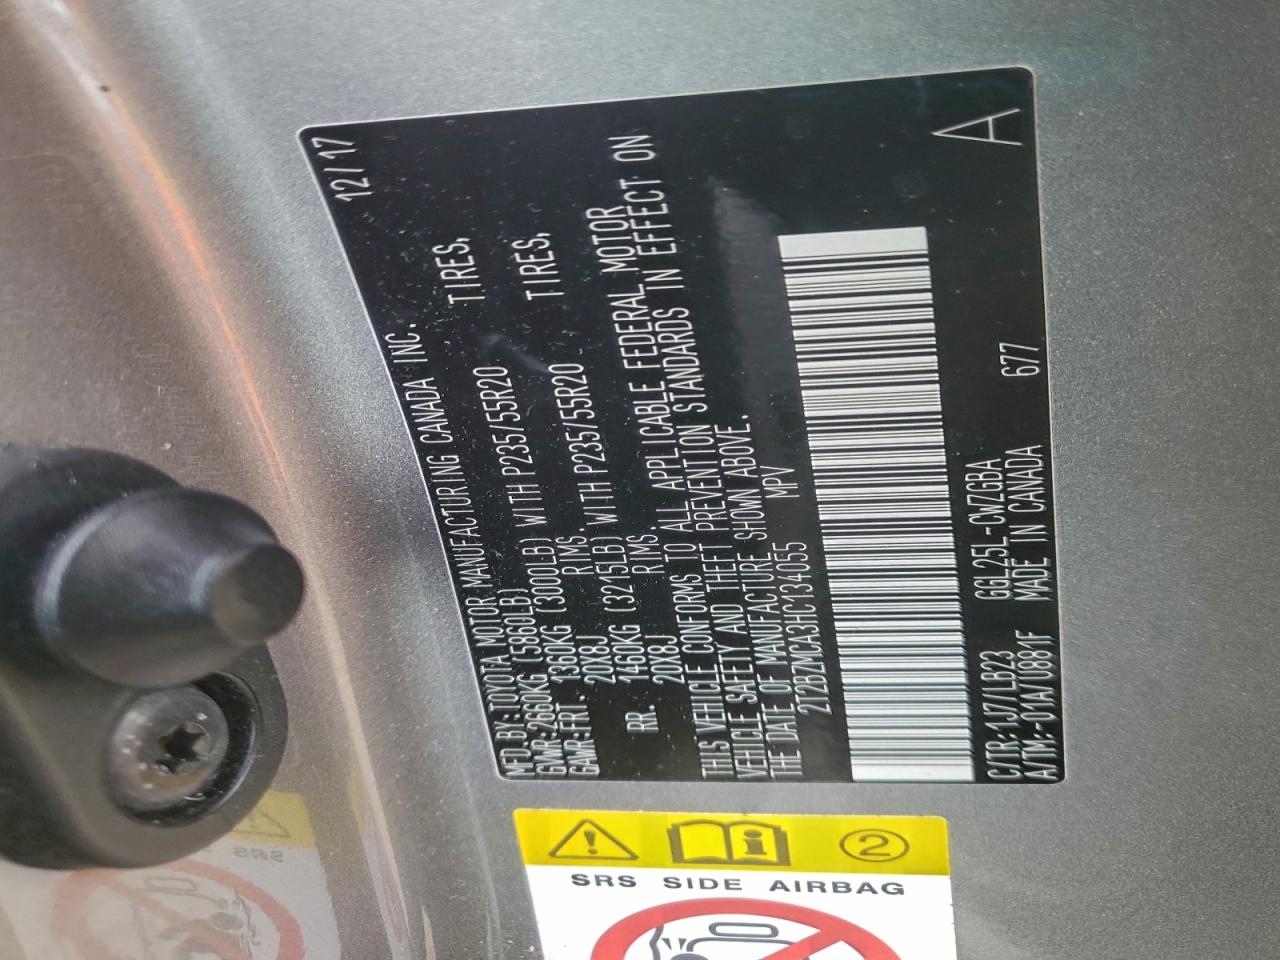 12/17
MFD.BY:TOYOTA MOTOR MANUFACTURING CANADA INC.
GVWR:2660KG (5860LB)
GAWR:FRT. 1360KG (3000LB) WITH P235/55R20 TIRES,
20X8J RIMS.
RR. 1460KG (3215LB) WITH P235/55R20 TIRES,
20X8J RIMS.
THIS VEHICLE CONFORMS TO ALL APPLICABLE FEDERAL MOTOR
VEHICLE SAFETY AND THEFT PREVENTION STANDARDS IN EFFECT ON
THE DATE OF MANUFACTURE SHOWN ABOVE.
2T2BZMCA3HC134055 MPV
C/TR:1J7/LB23 GGL25L-CWZGBA
A/TM:-01A/U881F MADE IN CANADA 677
A
2
SRS SIDE AIRBAG